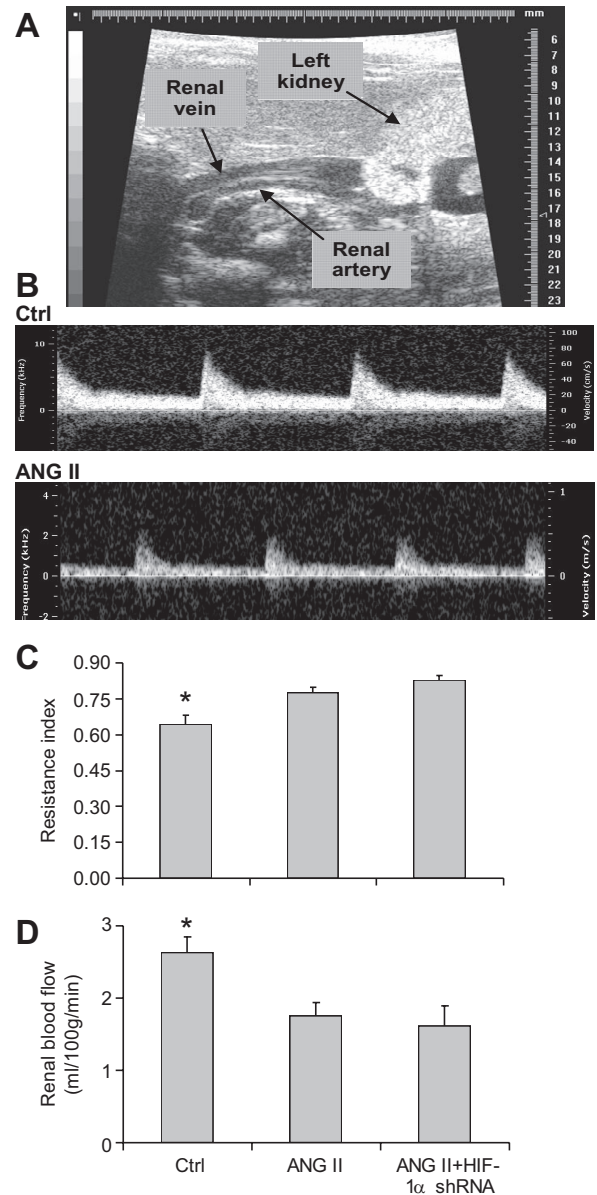 A
mm
Renal
vein
Left
kidney
Renal
artery
6
7
8
9
10
11
12
13
14
15
16
17
18
19
20
21
22
23
B
Ctrl
Frequency (kHz)
10
0
100
80
60
40
20
0
-20
-40
Velocity (cm/s)
ANG II
Frequency (kHz)
4
2
0
-2
1
0
Velocity (m/s)
C
Resistance index
0.90
0.75
0.60
0.45
0.30
0.15
0.00
*
D
Renal blood flow
(ml/100g/min)
3
2
1
0
*
Ctrl
ANG II
ANG II+HIF-
1α shRNA